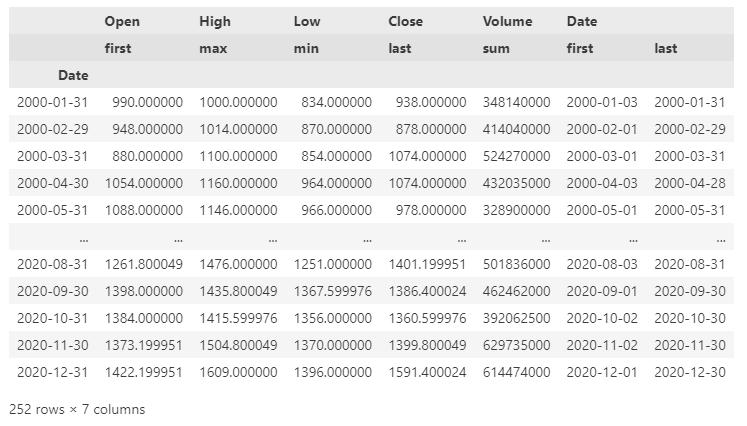 Open High Low Close Volume Date
first max min last sum first last
Date
2000-01-31 990.000000 1000.000000 834.000000 938.000000 348140000 2000-01-03 2000-01-31
2000-02-29 948.000000 1014.000000 870.000000 878.000000 414040000 2000-02-01 2000-02-29
2000-03-31 880.000000 1100.000000 854.000000 1074.000000 524270000 2000-03-01 2000-03-31
2000-04-30 1054.000000 1160.000000 964.000000 1074.000000 432035000 2000-04-03 2000-04-28
2000-05-31 1088.000000 1146.000000 966.000000 978.000000 328900000 2000-05-01 2000-05-31
... ... ... ... ... ... ... ...
2020-08-31 1261.800049 1476.000000 1251.000000 1401.199951 501836000 2020-08-03 2020-08-31
2020-09-30 1398.000000 1435.800049 1367.599976 1386.400024 462462000 2020-09-01 2020-09-30
2020-10-31 1384.000000 1415.599976 1356.000000 1360.599976 392062500 2020-10-02 2020-10-30
2020-11-30 1373.199951 1504.800049 1370.000000 1399.800049 629735000 2020-11-02 2020-11-30
2020-12-31 1422.199951 1609.000000 1396.000000 1591.400024 614474000 2020-12-01 2020-12-30
252 rows × 7 columns